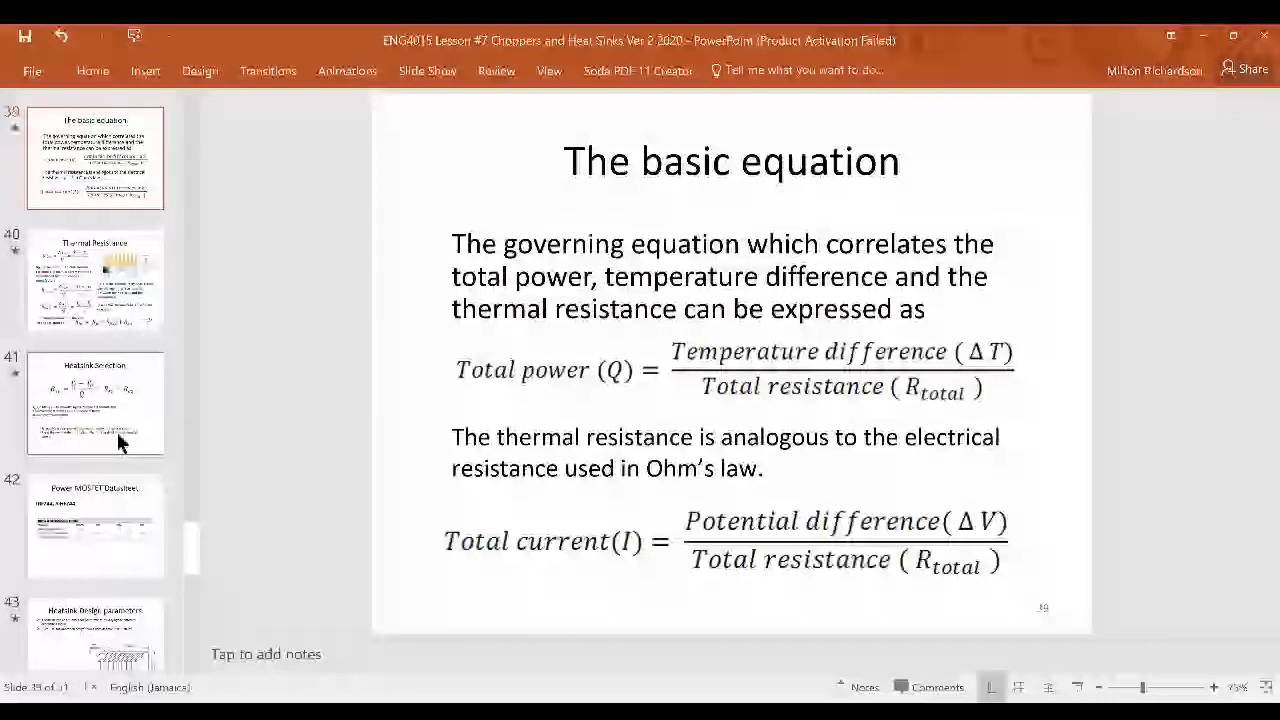 ENG4015 Lesson #7 Choppers and Heat Sinks Ver 2 2020 - PowerPoint (Product Activation Failed)
File Home Insert Design Transitions Animations Slide Show Review View Soda PDF 11 Creator Tell me what you want to do... Milton Richardson Share
39
The basic equation
40
Thermal Resistance
41
Heatsink Selection
42
Power MOSFET Datasheet
43
Heatsink Design parameters
The basic equation
The governing equation which correlates the
total power, temperature difference and the
thermal resistance can be expressed as
Total power (Q) = Temperature difference ( Δ T) / Total resistance ( R_total )
The thermal resistance is analogous to the electrical
resistance used in Ohm's law.
Total current(I) = Potential difference( Δ V) / Total resistance ( R_total )
39
Tap to add notes
Slide 39 of 51 English (Jamaica) Notes Comments